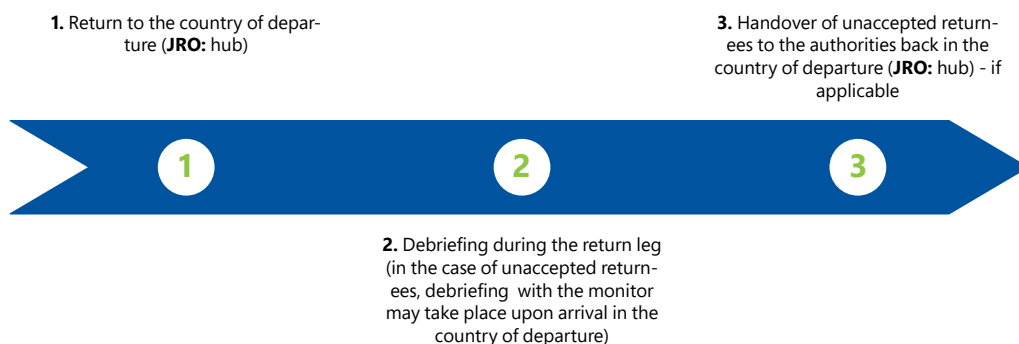 1. Return to the country of depar-
ture (JRO: hub)
3. Handover of unaccepted return-
ees to the authorities back in the
country of departure (JRO: hub) - if
applicable
1
2
3
2. Debriefing during the return leg
(in the case of unaccepted return-
ees, debriefing with the monitor
may take place upon arrival in the
country of departure)